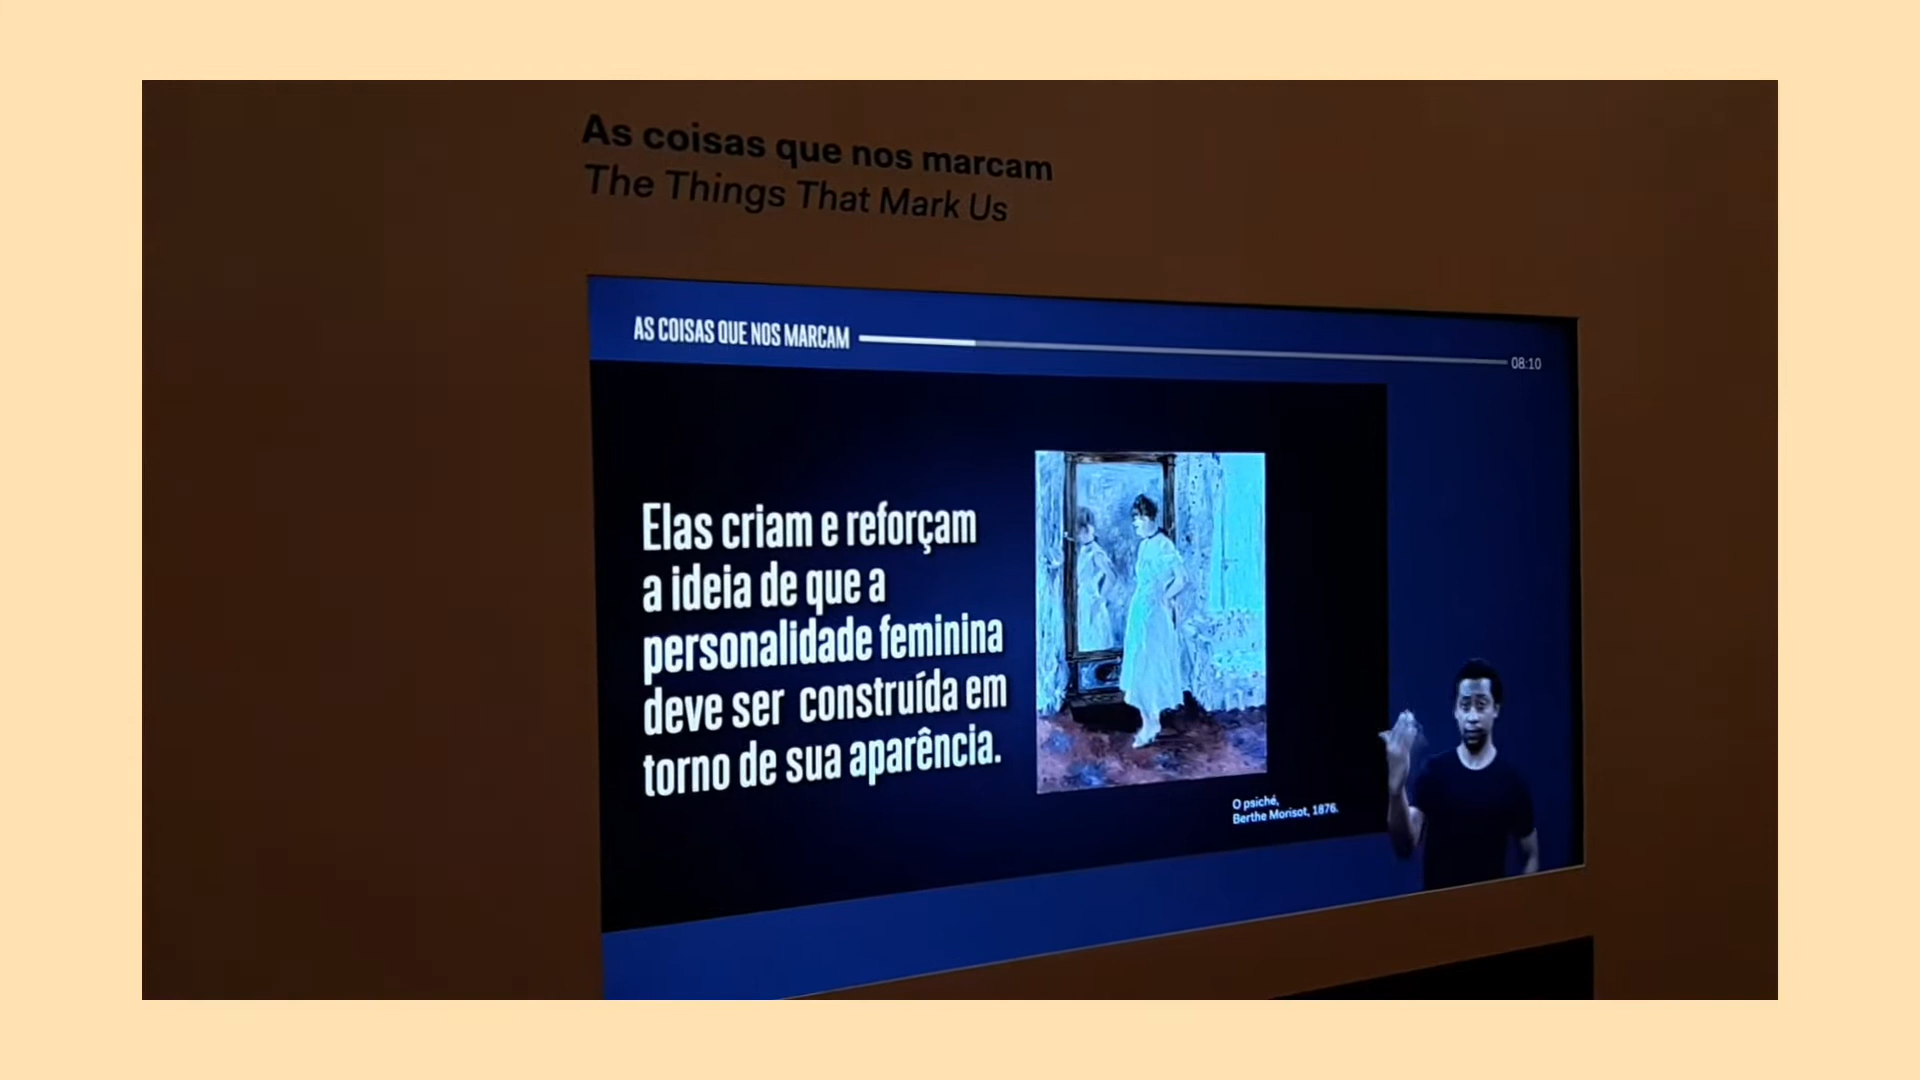 As coisas que nos marcam
The Things That Mark Us
AS COISAS QUE NOS MARCAM
08:10
Elas criam e reforçam
a ideia de que a
personalidade feminina
deve ser construída em
torno de sua aparência.
O psiché,
Berthe Morisot, 1876.